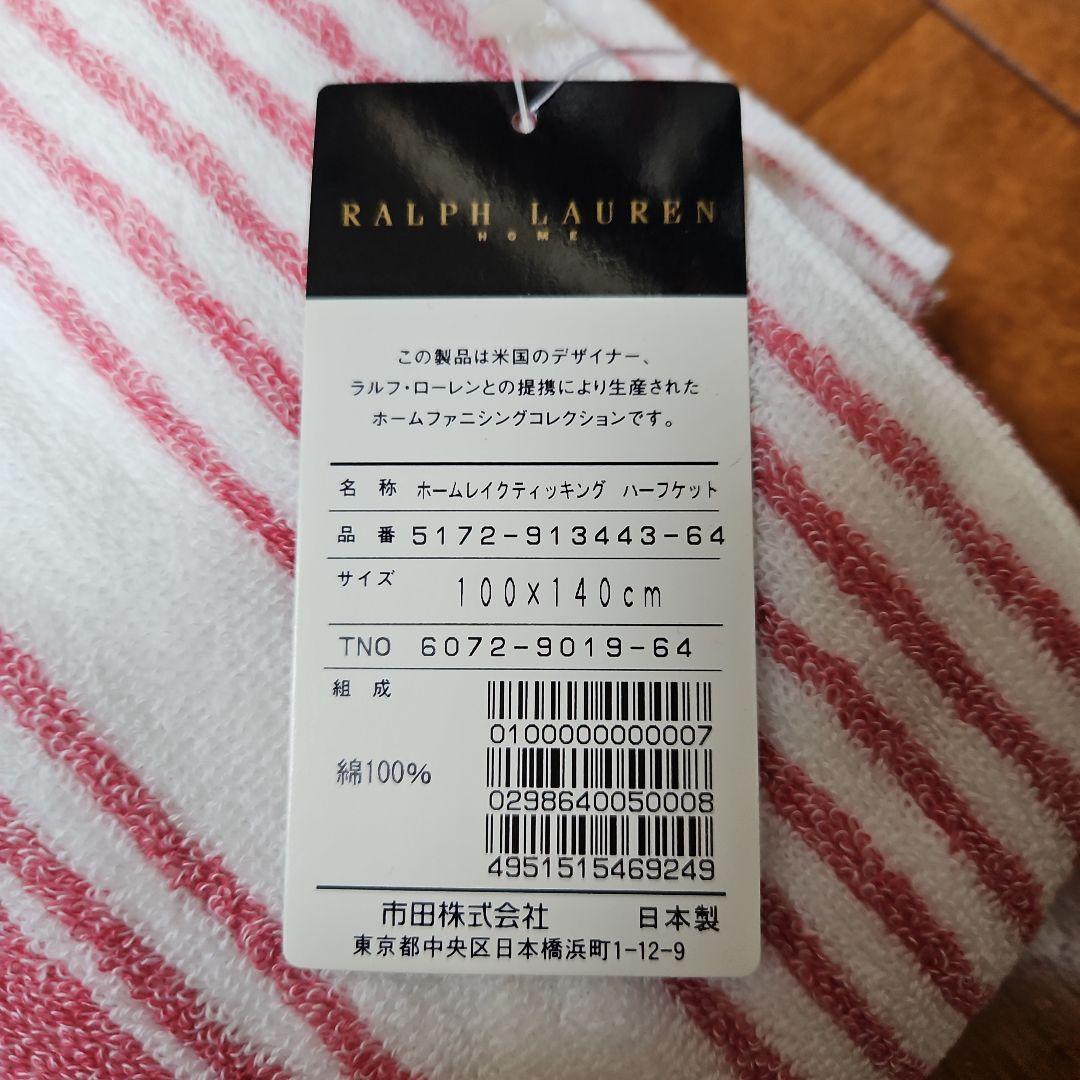 RALPH LAUREN
HOME
この製品は米国のデザイナー、
ラルフ・ローレンとの提携により生産された
ホームファニシングコレクションです。
名 称 ホームレイクティッキング ハーフケット
品 番 5172-913443-64
サイズ 100×140cm
TNO 6072-9019-64
組 成
0100000000007
綿100%
0298640050008
4951515469249
市田株式会社 日本製
東京都中央区日本橋浜町1-12-9